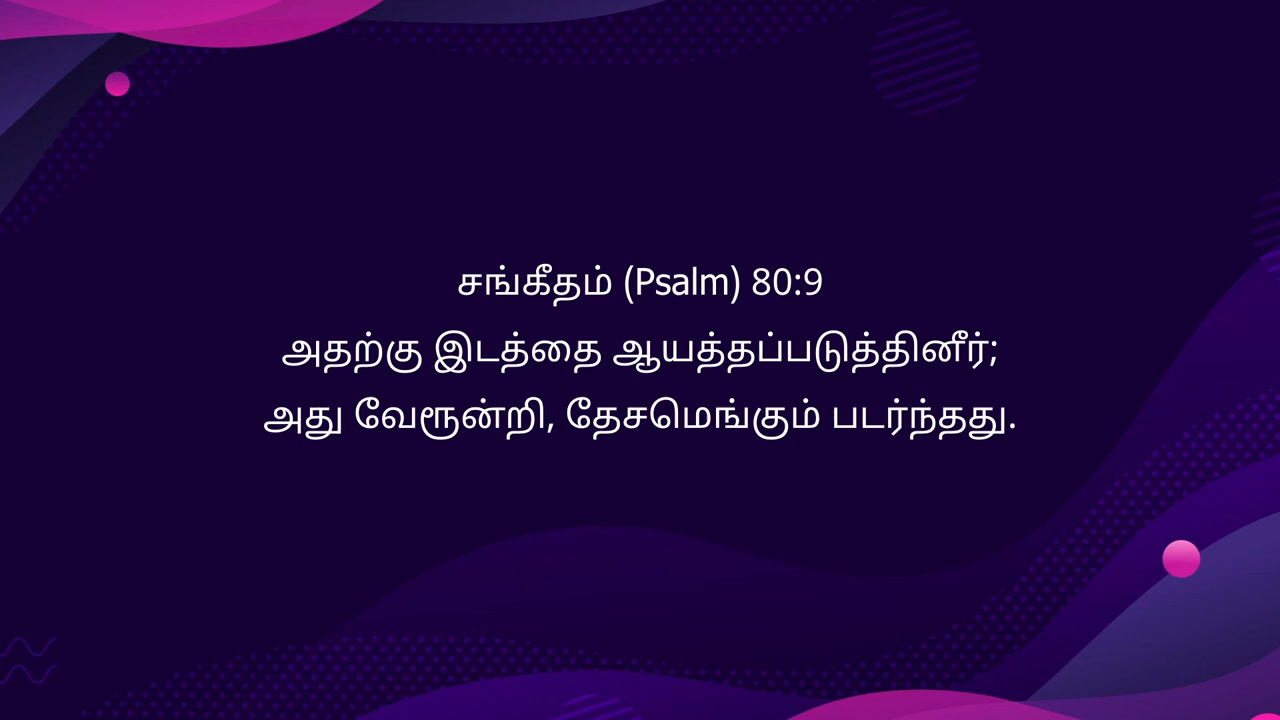 சங்கீதம் (Psalm) 80:9
அதற்கு இடத்தை ஆயத்தப்படுத்தினீர்;
அது வேரூன்றி, தேசமெங்கும் படர்ந்தது.